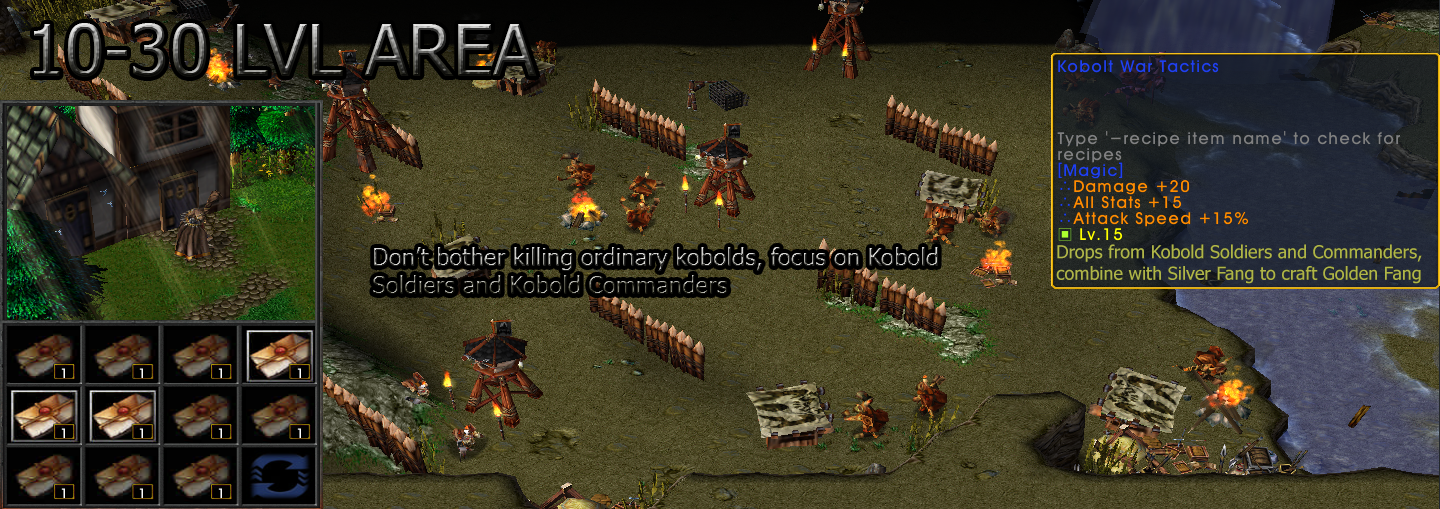 10-30 LVL AREA
Kobolt War Tactics
Type '-recipe item name' to check for
recipes
[Magic]
∴Damage +20
∴All Stats +15
∴Attack Speed +15%
Lv.15
Drops from Kobold Soldiers and Commanders,
combine with Silver Fang to craft Golden Fang
Don't bother killing ordinary kobolds, focus on Kobold
Soldiers and Kobold Commanders
1 1 1 1
1 1 1 1
1 1 1